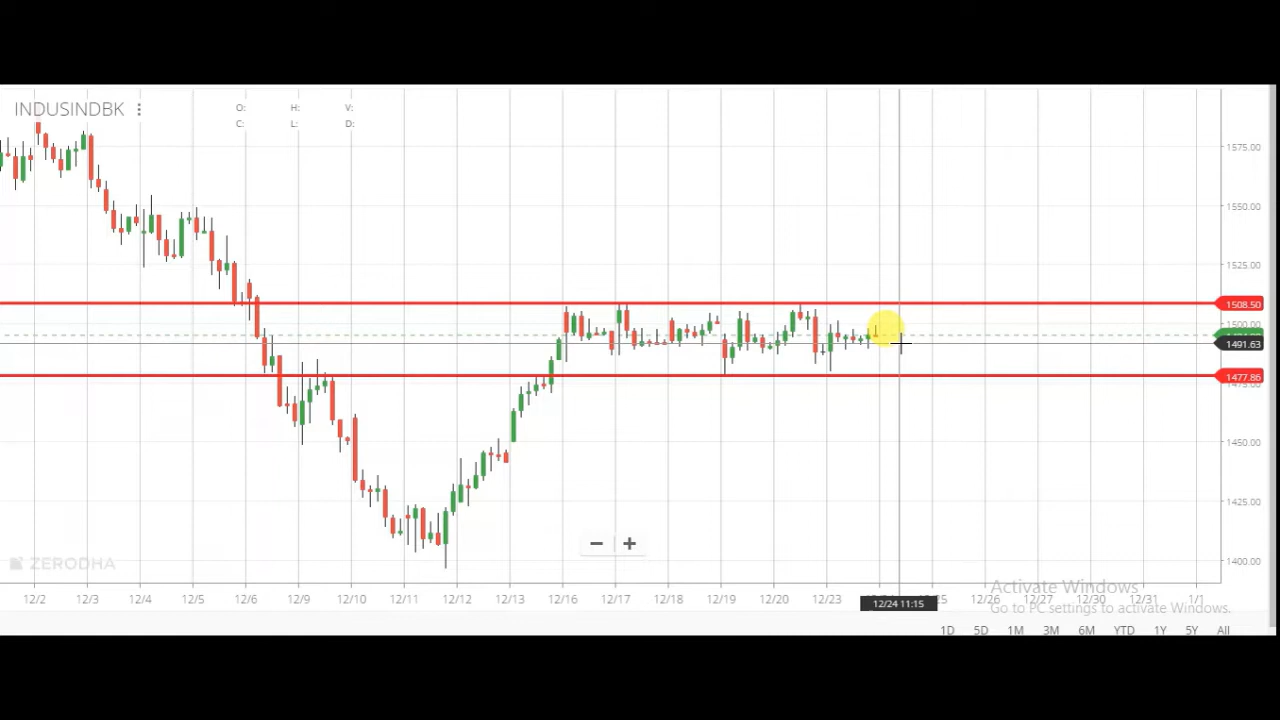 INDUSINDBK
O: H: V:
C: L: D:
1575.00
1550.00
1525.00
1508.50
1500.00
1491.63
1477.86
1450.00
1425.00
1400.00
ZERODHA
− +
12/2 12/3 12/4 12/5 12/6 12/9 12/10 12/11 12/12 12/13 12/16 12/17 12/18 12/19 12/20 12/23 12/24 11:15 12/26 12/27 12/30 12/31 1/1
Activate Windows
Go to PC settings to activate Windows.
1D 5D 1M 3M 6M YTD 1Y 5Y All